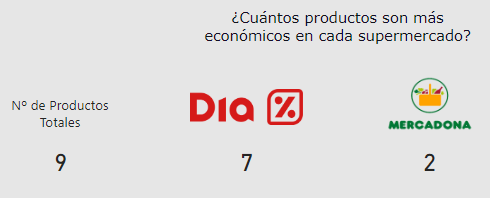 ¿Cuántos productos son más
económicos en cada supermercado?
Nº de Productos
Totales
Dia %
MERCADONA
9
7
2